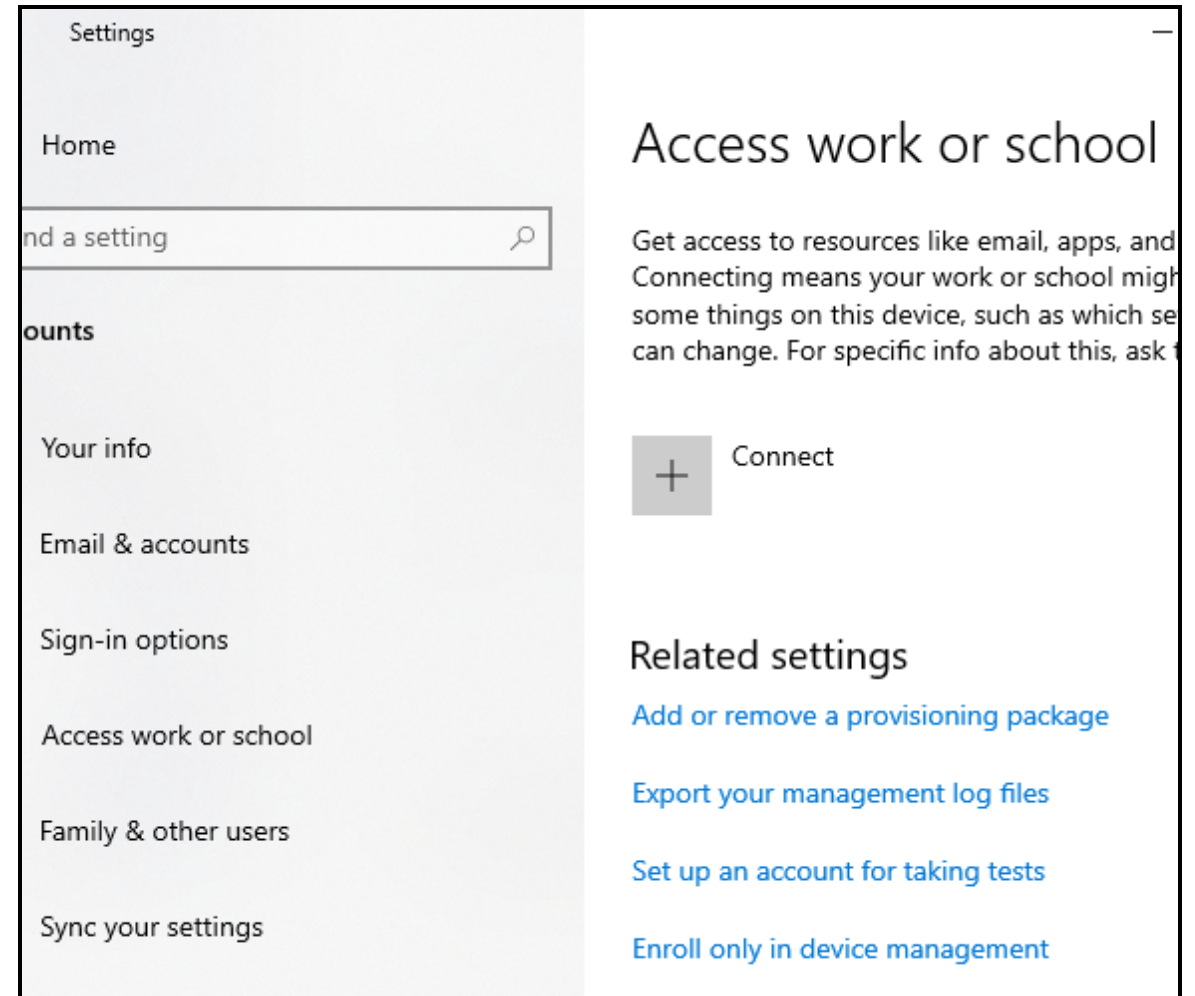 Settings
Home
nd a setting
ounts
Your info
Email & accounts
Sign-in options
Access work or school
Family & other users
Sync your settings
Access work or school
Get access to resources like email, apps, and
Connecting means your work or school migh
some things on this device, such as which se
can change. For specific info about this, ask t
Connect
Related settings
Add or remove a provisioning package
Export your management log files
Set up an account for taking tests
Enroll only in device management